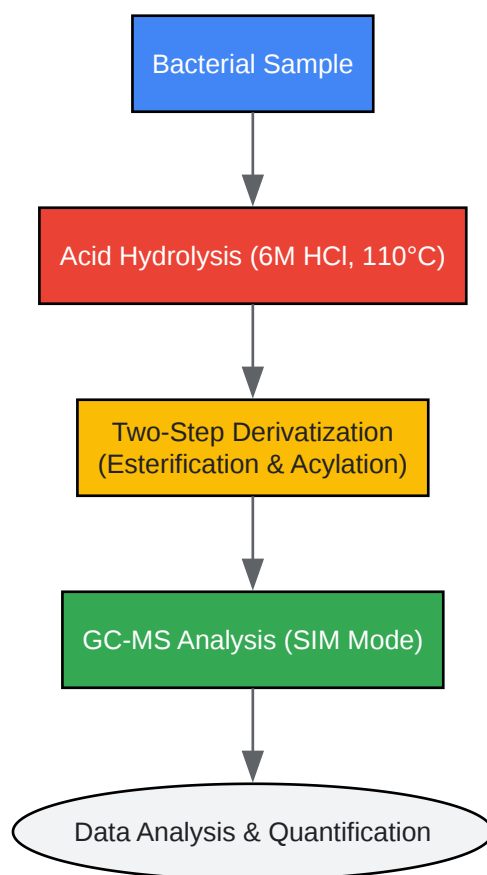 Bacterial Sample
Acid Hydrolysis (6M HCl, 110°C)
Two-Step Derivatization
(Esterification & Acylation)
GC-MS Analysis (SIM Mode)
Data Analysis & Quantification